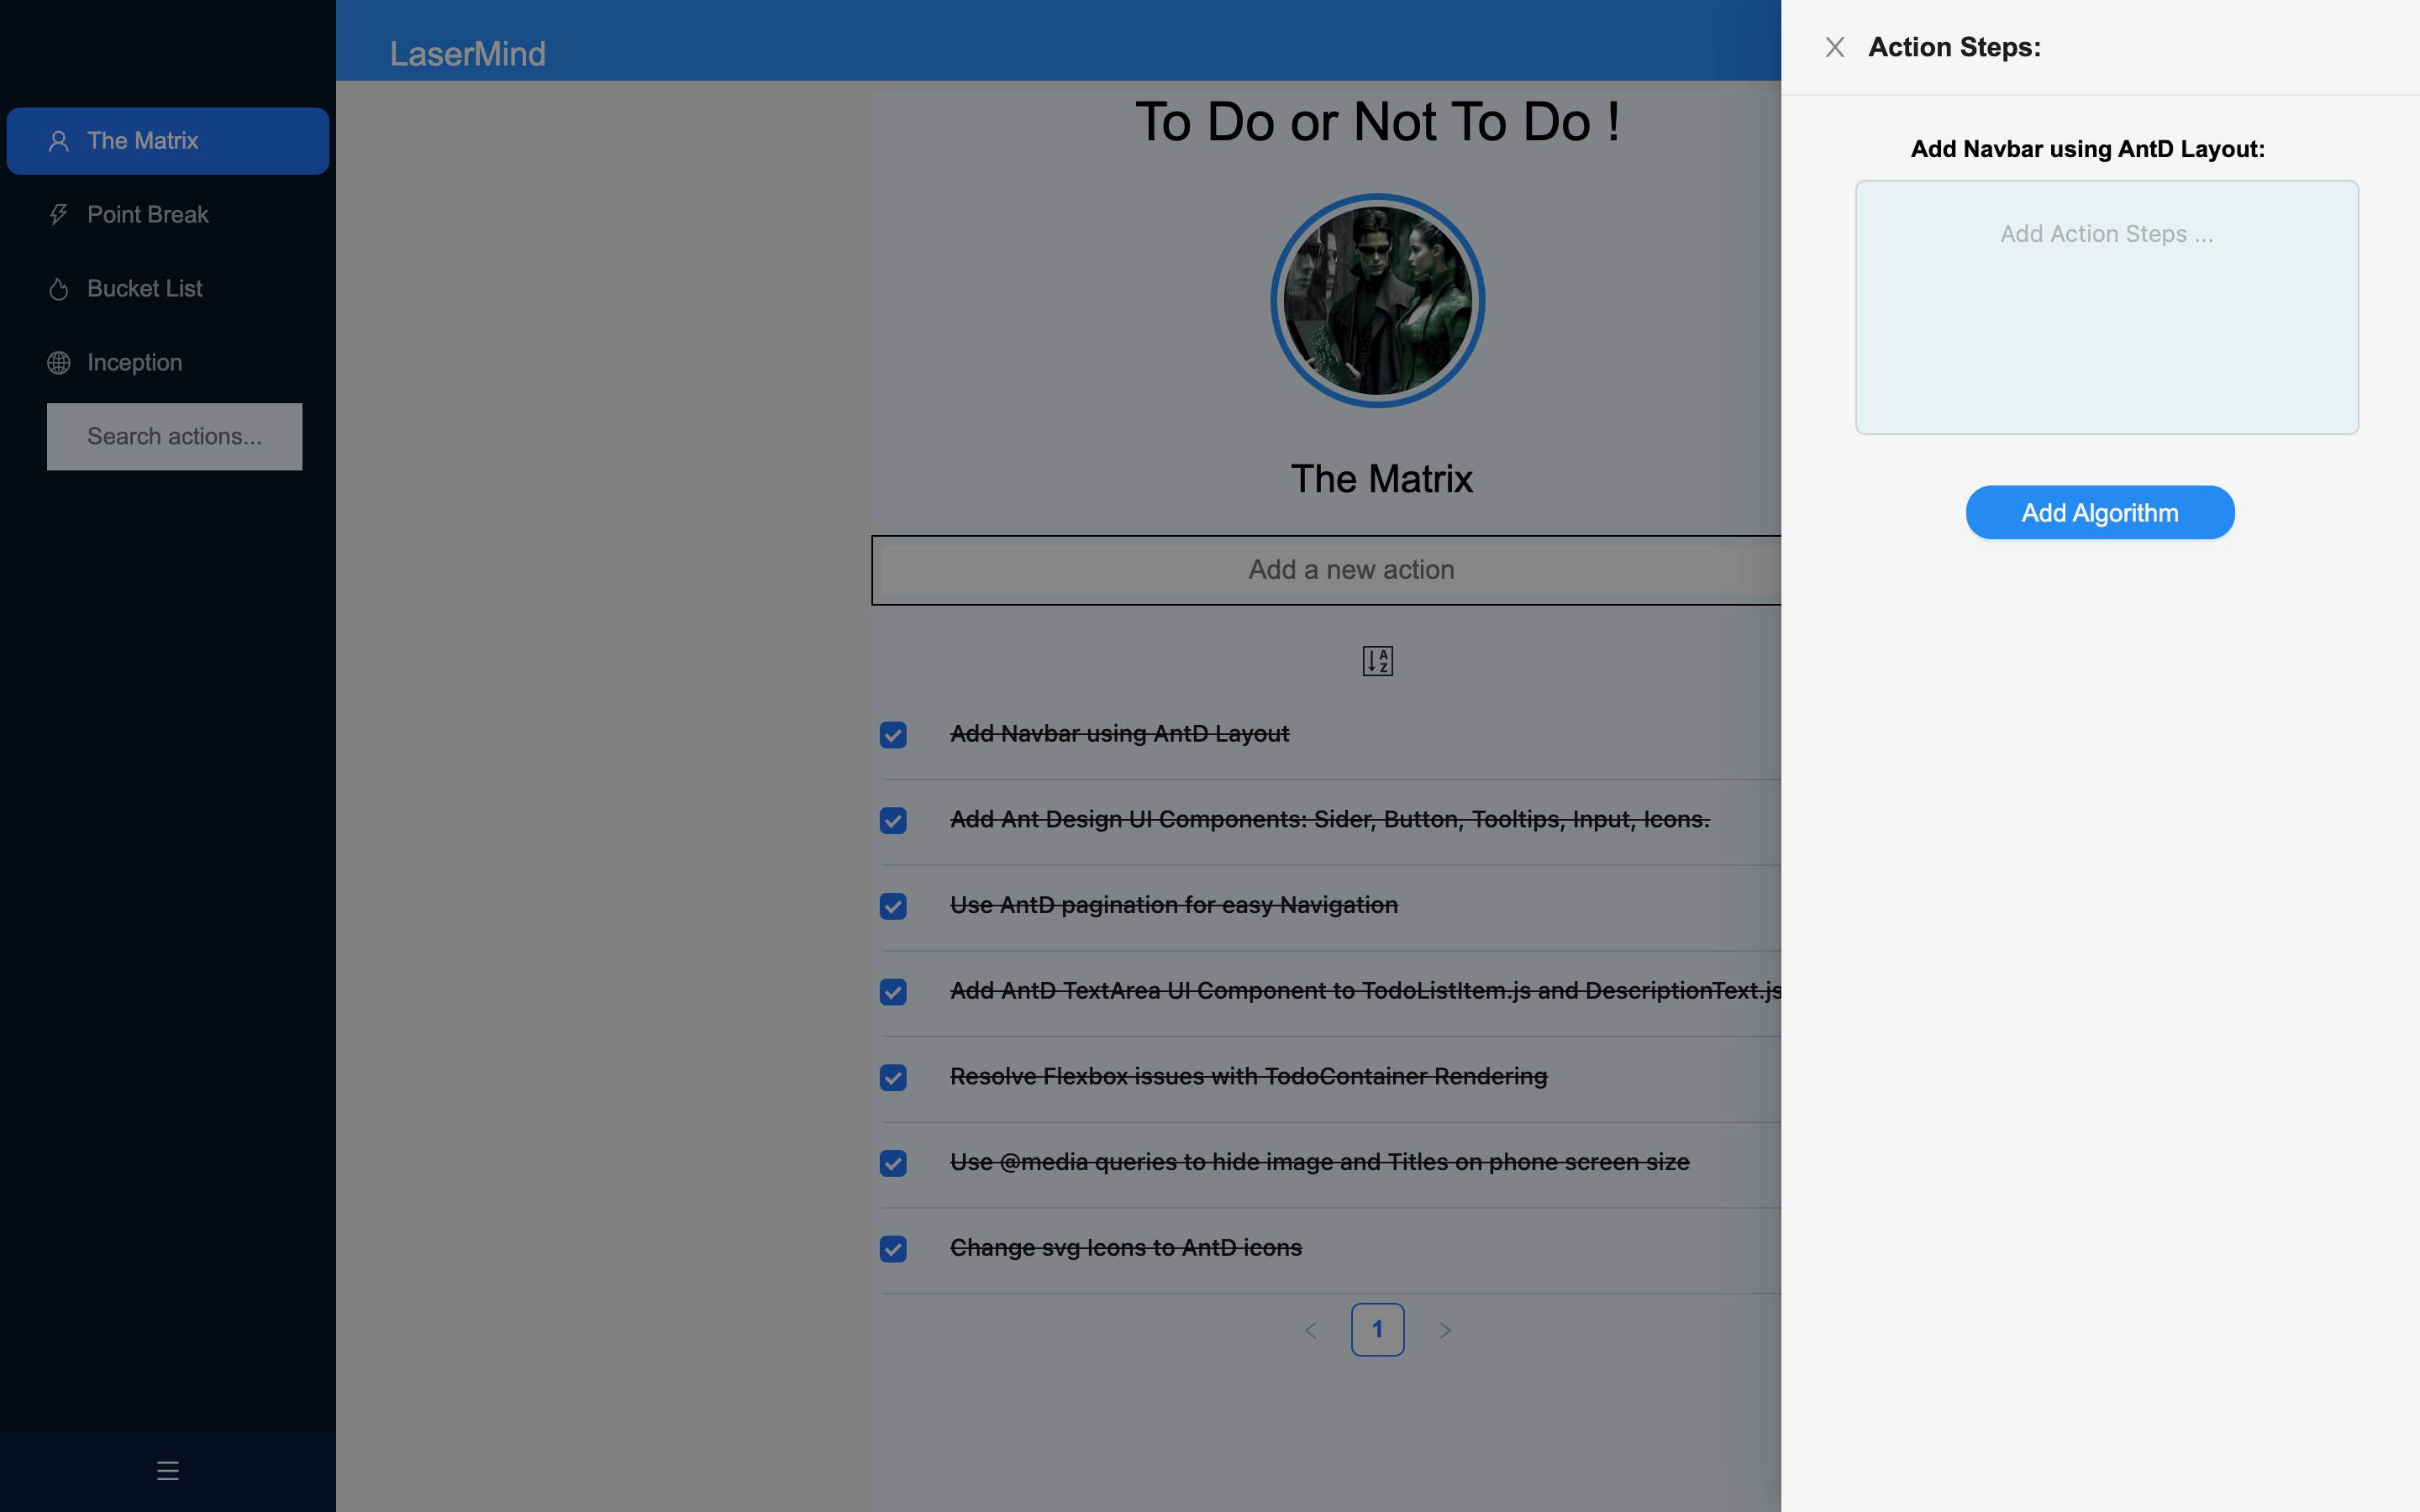 LaserMind
The Matrix
Point Break
Bucket List
Inception
Search actions...
To Do or Not To Do !
The Matrix
Add a new action
A
Z
Add Navbar using AntD Layout
Add Ant Design UI Components: Sider, Button, Tooltips, Input, Icons.
Use AntD pagination for easy Navigation
Add AntD TextArea UI Component to TodoListItem.js and DescriptionText.js
Resolve Flexbox issues with TodoContainer Rendering
Use @media queries to hide image and Titles on phone screen size
Change svg Icons to AntD icons
< 1 >
Action Steps:
Add Navbar using AntD Layout:
Add Action Steps ...
Add Algorithm